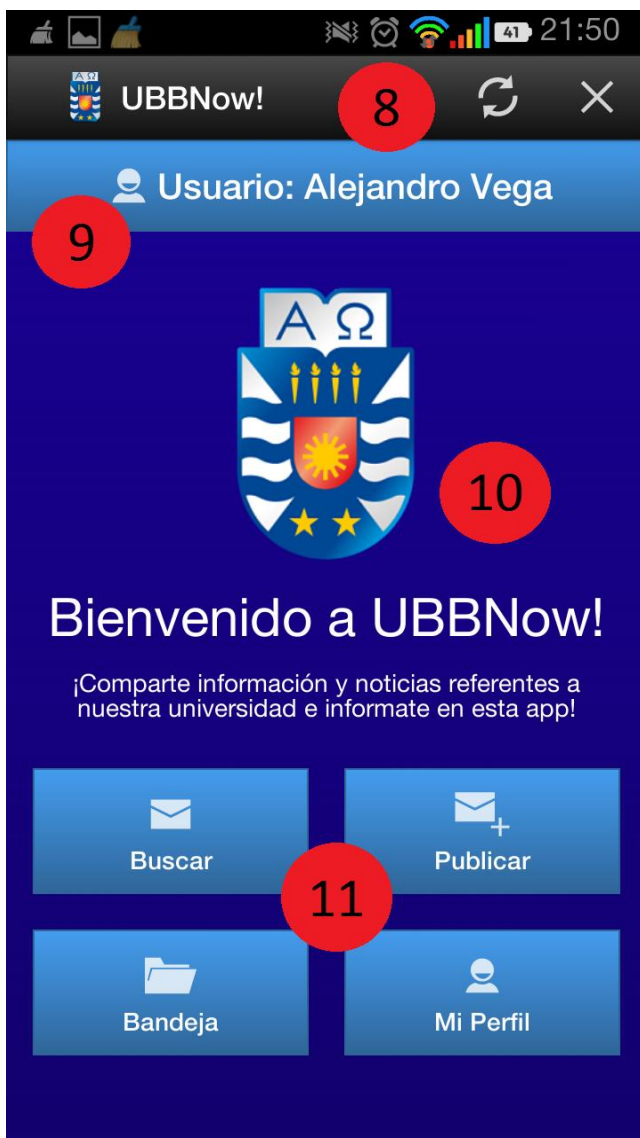 41 21:50
UBBNow!
8
Usuario: Alejandro Vega
9
Α Ω
10
Bienvenido a UBBNow!
¡Comparte información y noticias referentes a
nuestra universidad e informate en esta app!
Buscar
Publicar
11
Bandeja
Mi Perfil